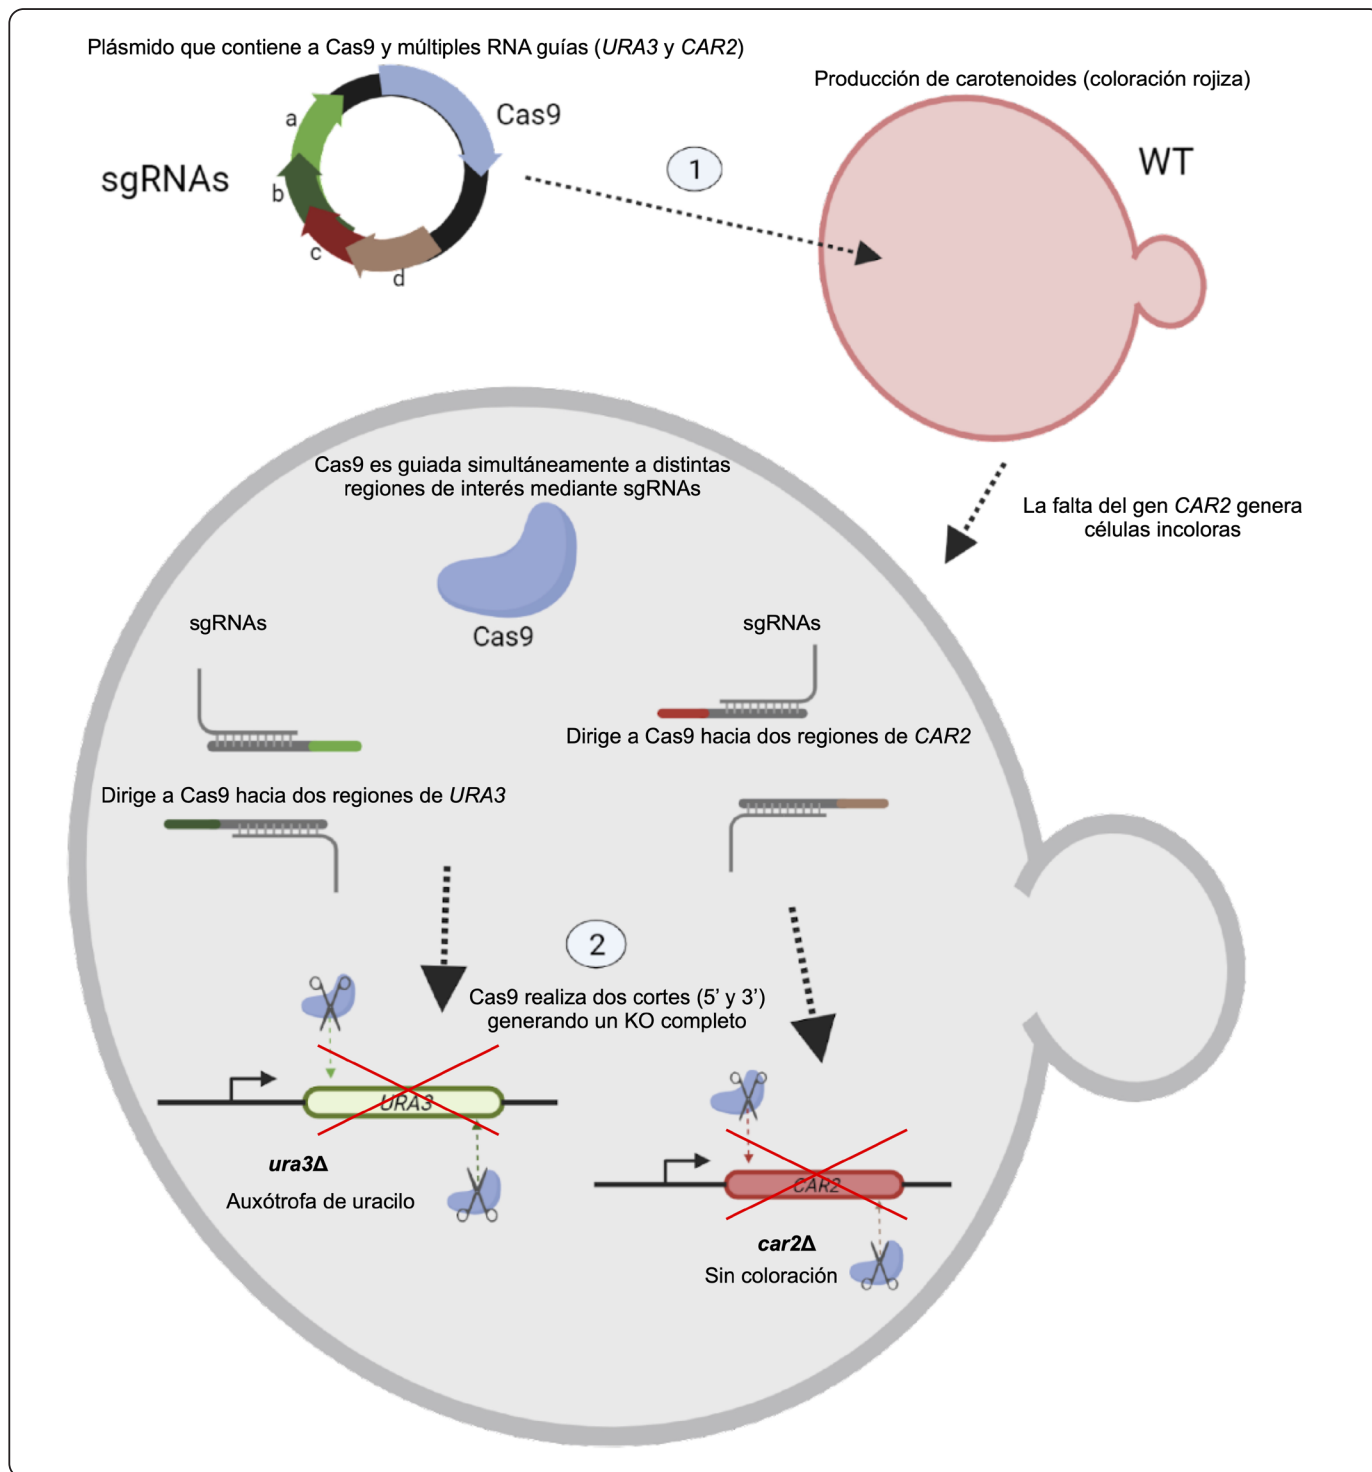 Plásmido que contiene a Cas9 y múltiples RNA guías (URA3 y CAR2)
Producción de carotenoides (coloración rojiza)
a
Cas9
sgRNAs
b
c
d
1
WT
Cas9 es guiada simultáneamente a distintas
regiones de interés mediante sgRNAs
La falta del gen CAR2 genera
células incoloras
Cas9
sgRNAs
sgRNAs
Dirige a Cas9 hacia dos regiones de CAR2
Dirige a Cas9 hacia dos regiones de URA3
2
Cas9 realiza dos cortes (5’ y 3’)
generando un KO completo
URA3
ura3Δ
Auxótrofa de uracilo
CAR2
car2Δ
Sin coloración